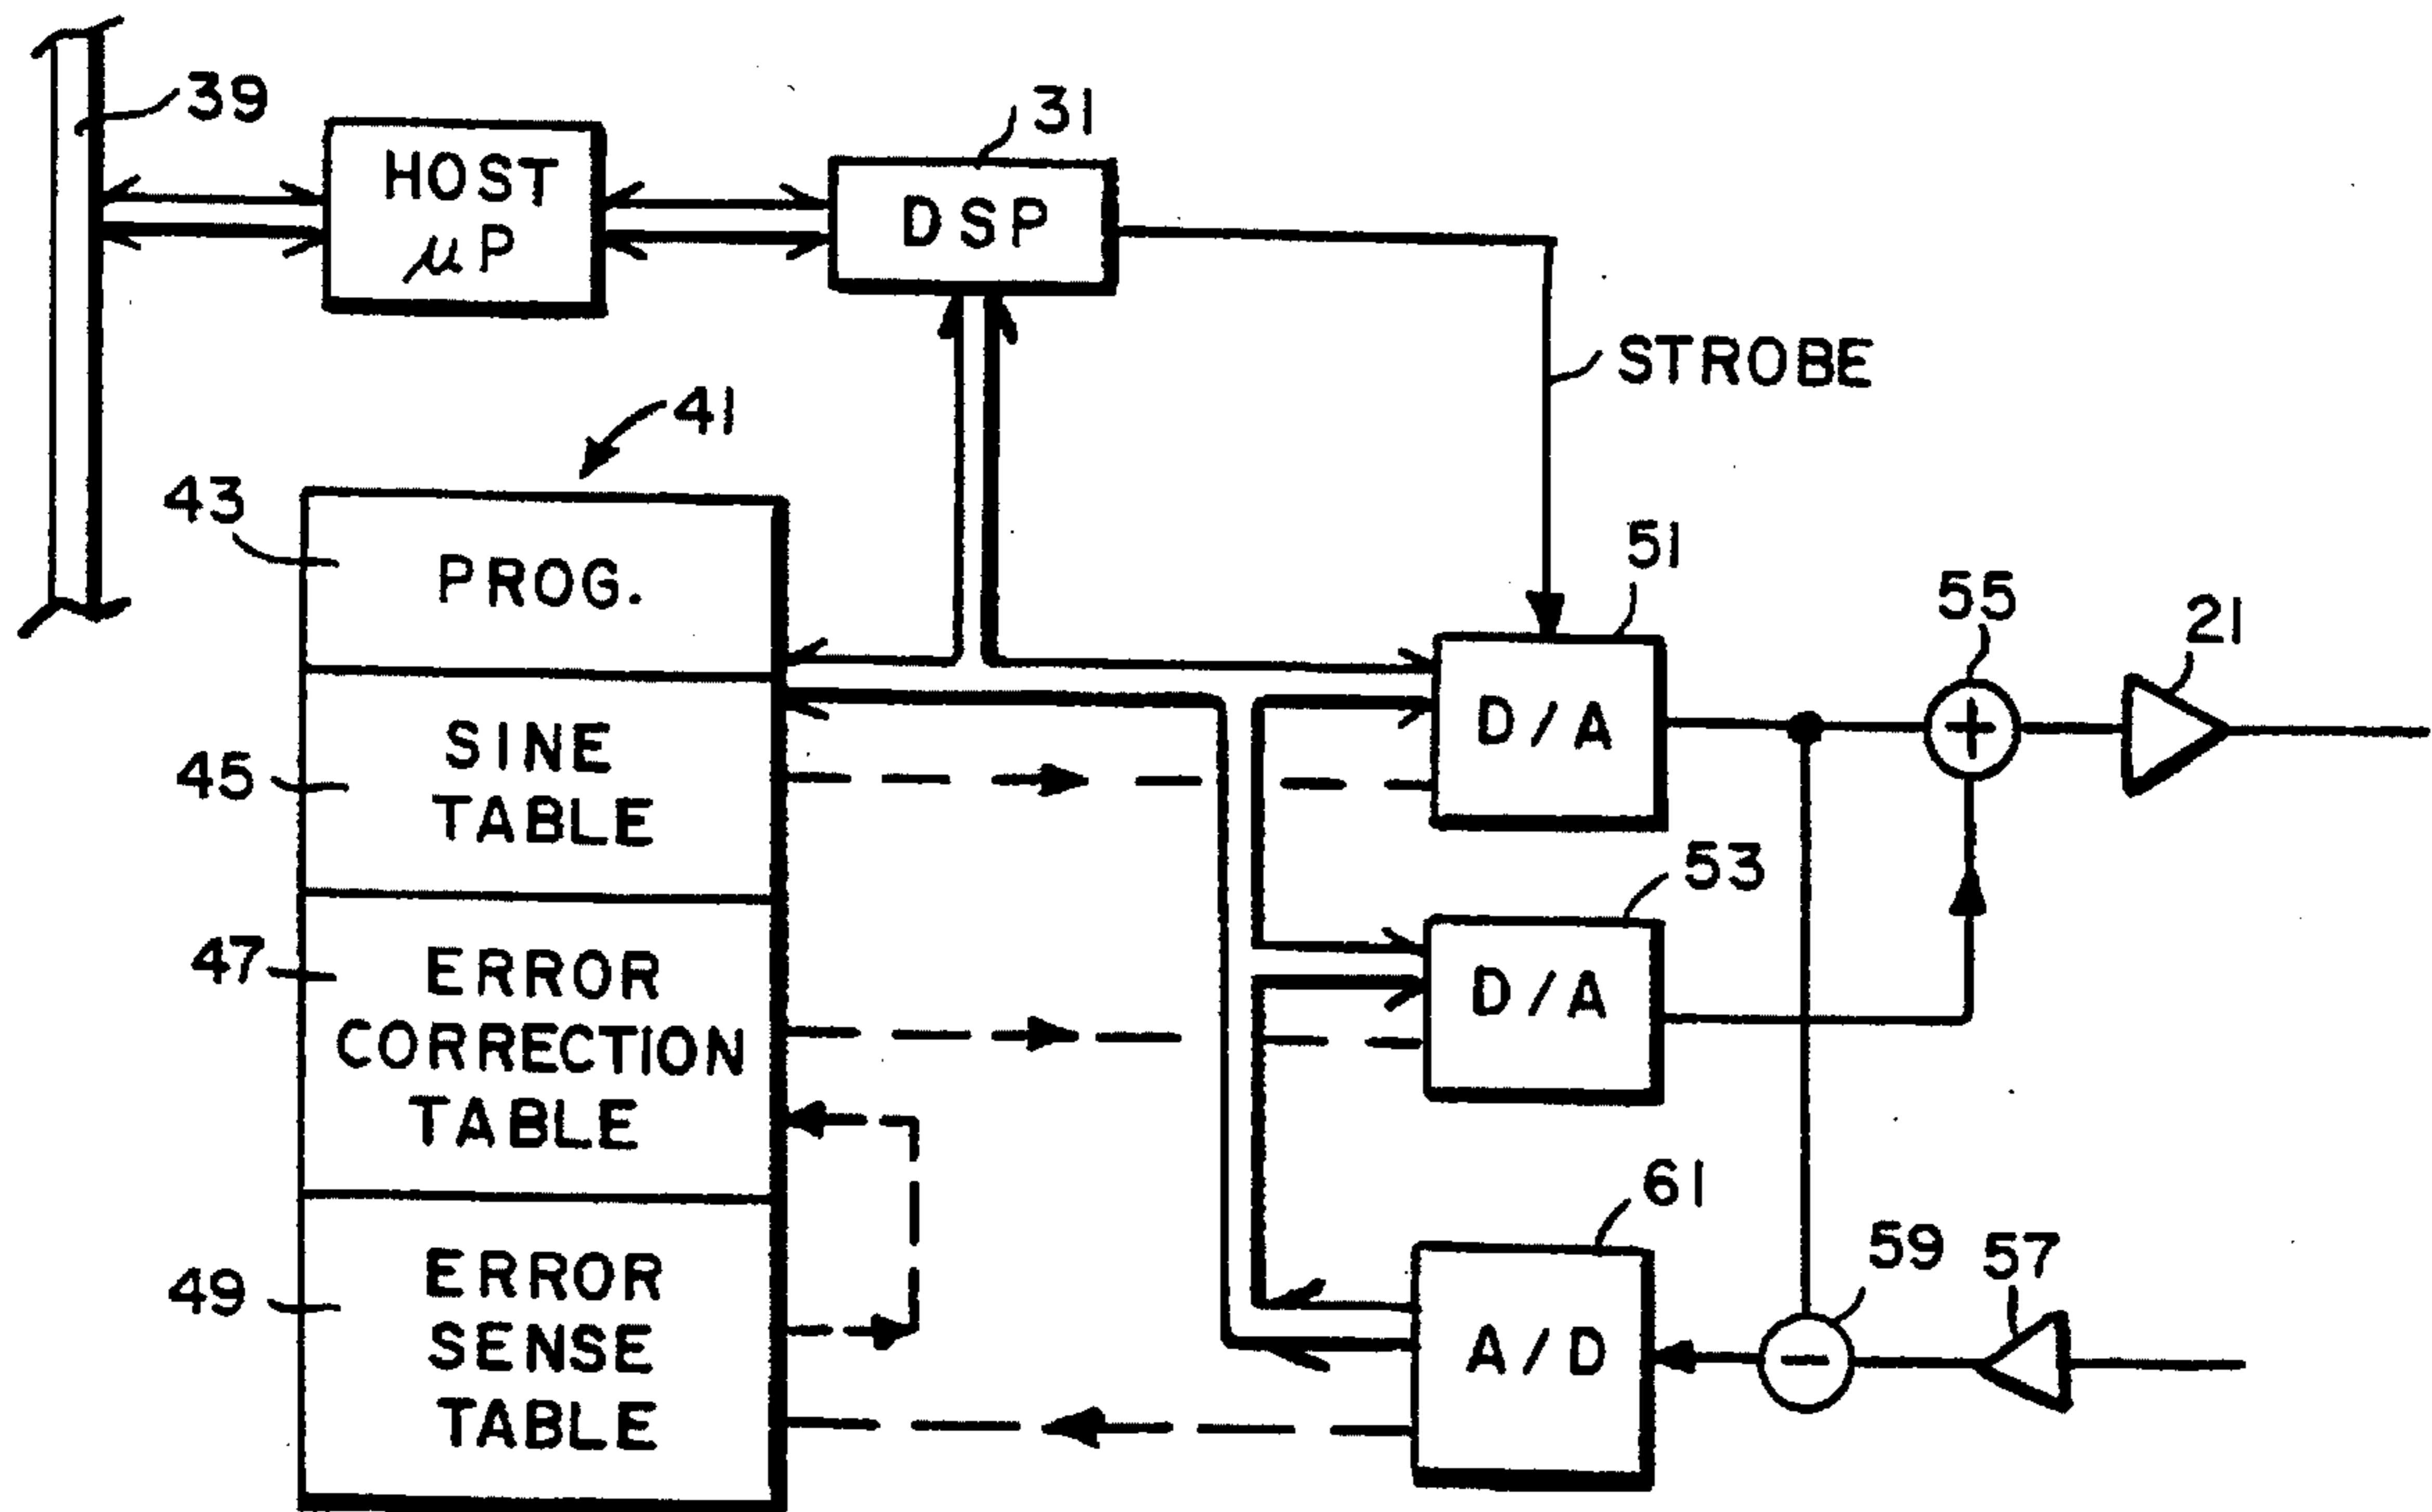 39
HOST
μP
31
DSP
STROBE
41
43
PROG.
45
SINE
TABLE
47
ERROR
CORRECTION
TABLE
49
ERROR
SENSE
TABLE
51
D/A
55
+
21
53
D/A
61
A/D
59
−
57